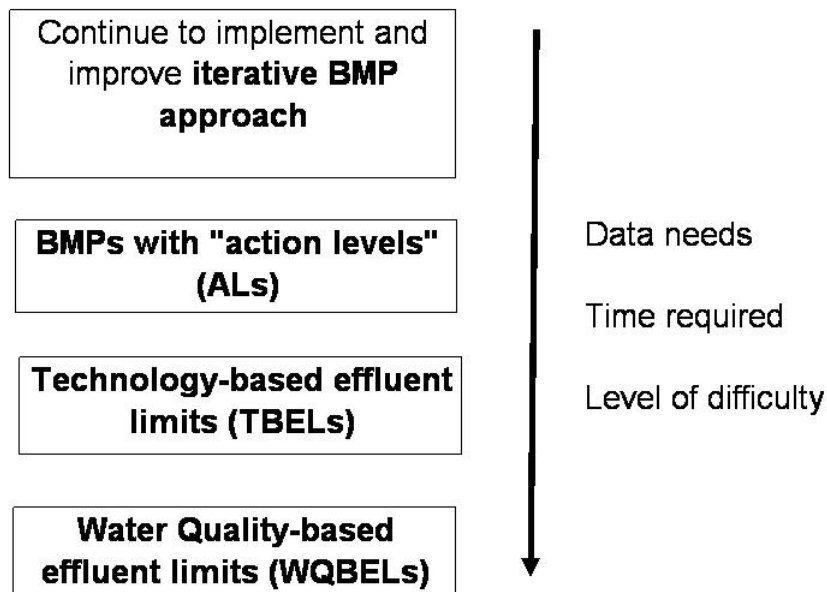 Continue to implement and
improve iterative BMP
approach
BMPs with "action levels"
(ALs)
Technology-based effluent
limits (TBELs)
Water Quality-based
effluent limits (WQBELs)
Data needs
Time required
Level of difficulty